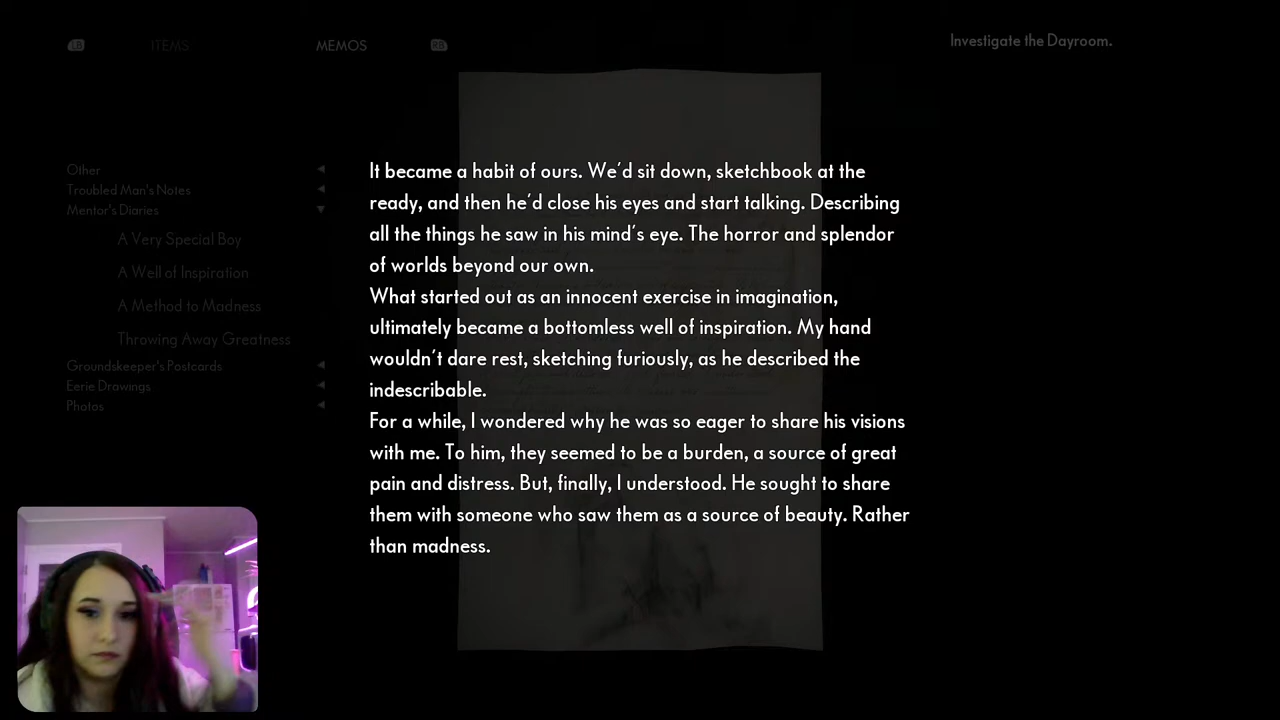 LB
ITEMS
MEMOS
RB
Investigate the Dayroom.
Other
Troubled Man's Notes
Mentor's Diaries
A Very Special Boy
A Well of Inspiration
A Method to Madness
Throwing Away Greatness
Groundskeeper's Postcards
Eerie Drawings
Photos
It became a habit of ours. We'd sit down, sketchbook at the
ready, and then he'd close his eyes and start talking. Describing
all the things he saw in his mind's eye. The horror and splendor
of worlds beyond our own.
What started out as an innocent exercise in imagination,
ultimately became a bottomless well of inspiration. My hand
wouldn't dare rest, sketching furiously, as he described the
indescribable.
For a while, I wondered why he was so eager to share his visions
with me. To him, they seemed to be a burden, a source of great
pain and distress. But, finally, I understood. He sought to share
them with someone who saw them as a source of beauty. Rather
than madness.